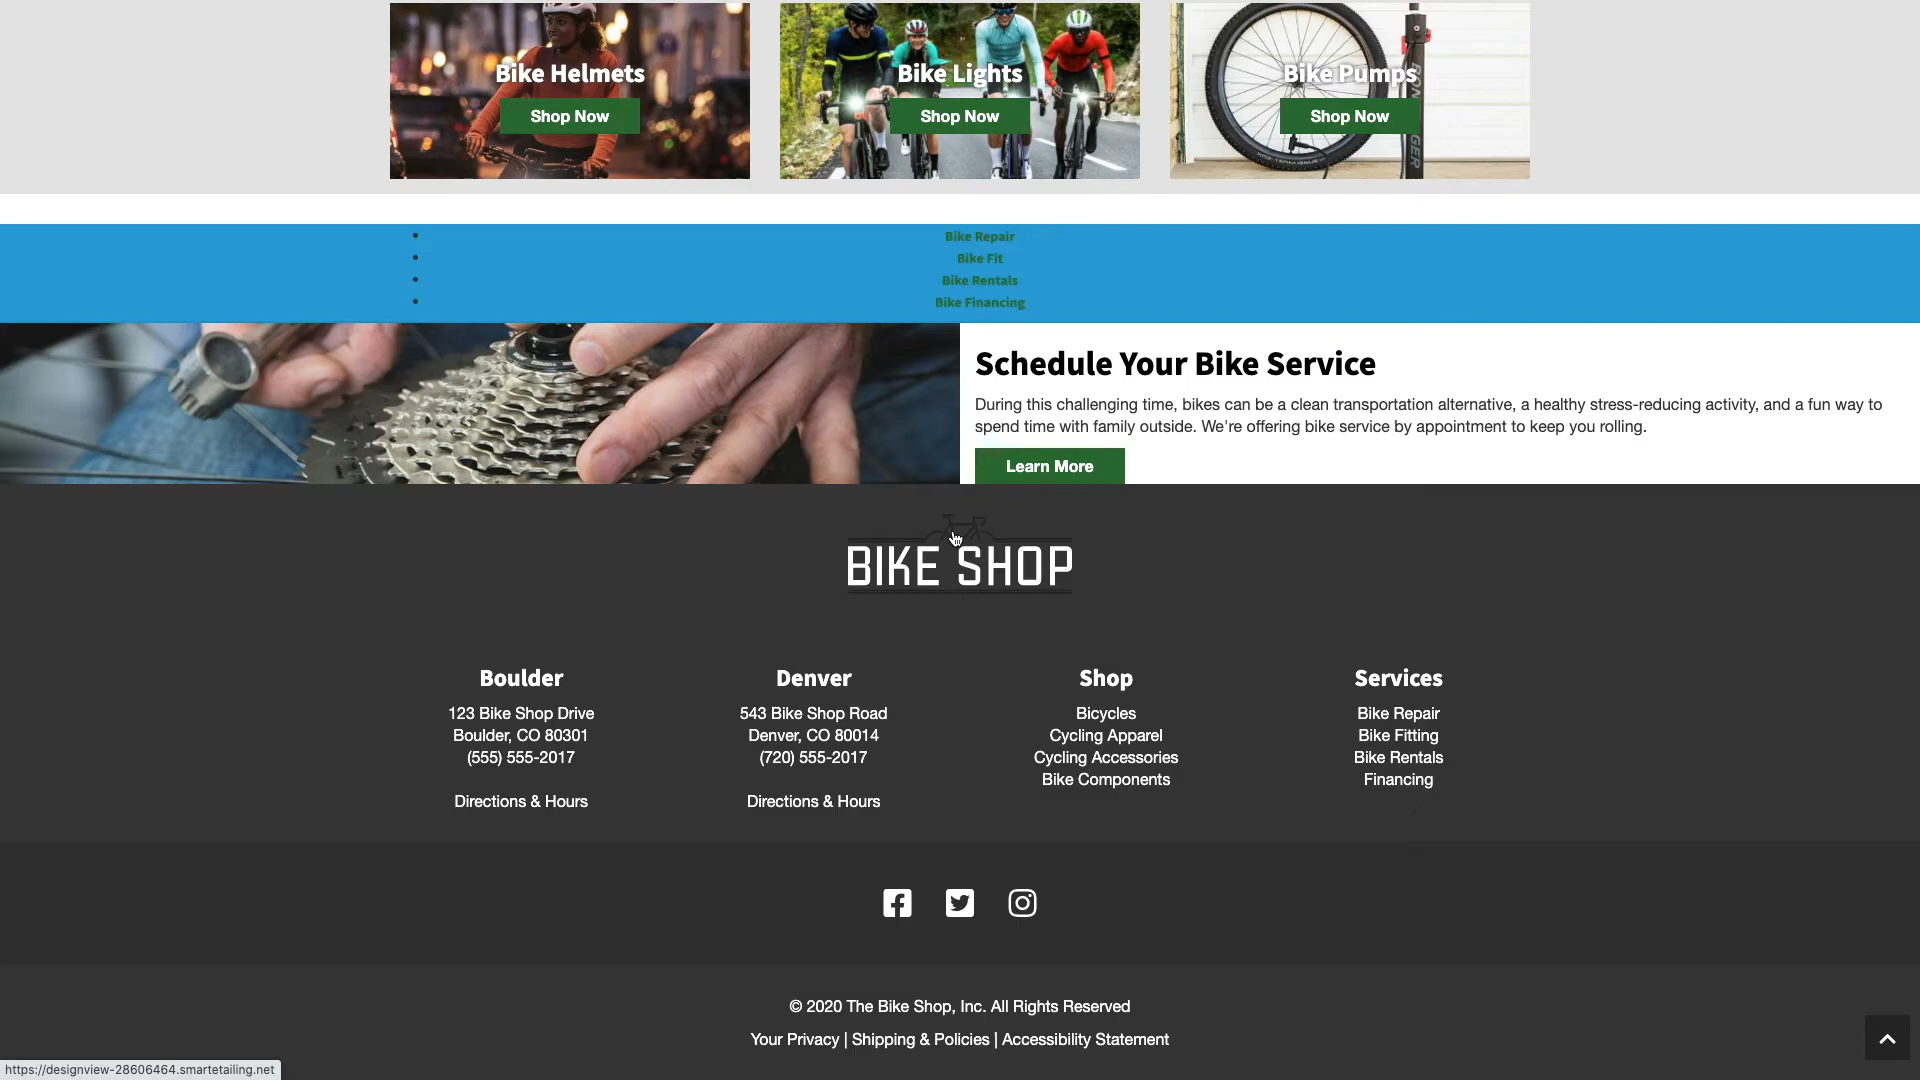 Bike Helmets
Shop Now
Bike Lights
Shop Now
Bike Pumps
Shop Now
Bike Repair
Bike Fit
Bike Rentals
Bike Financing
Schedule Your Bike Service
During this challenging time, bikes can be a clean transportation alternative, a healthy stress-reducing activity, and a fun way to
spend time with family outside. We're offering bike service by appointment to keep you rolling.
Learn More
BIKE SHOP
Boulder
123 Bike Shop Drive
Boulder, CO 80301
(555) 555-2017
Directions & Hours
Denver
543 Bike Shop Road
Denver, CO 80014
(720) 555-2017
Directions & Hours
Shop
Bicycles
Cycling Apparel
Cycling Accessories
Bike Components
Services
Bike Repair
Bike Fitting
Bike Rentals
Financing
© 2020 The Bike Shop, Inc. All Rights Reserved
Your Privacy | Shipping & Policies | Accessibility Statement
https://designview-28606464.smartetailing.net